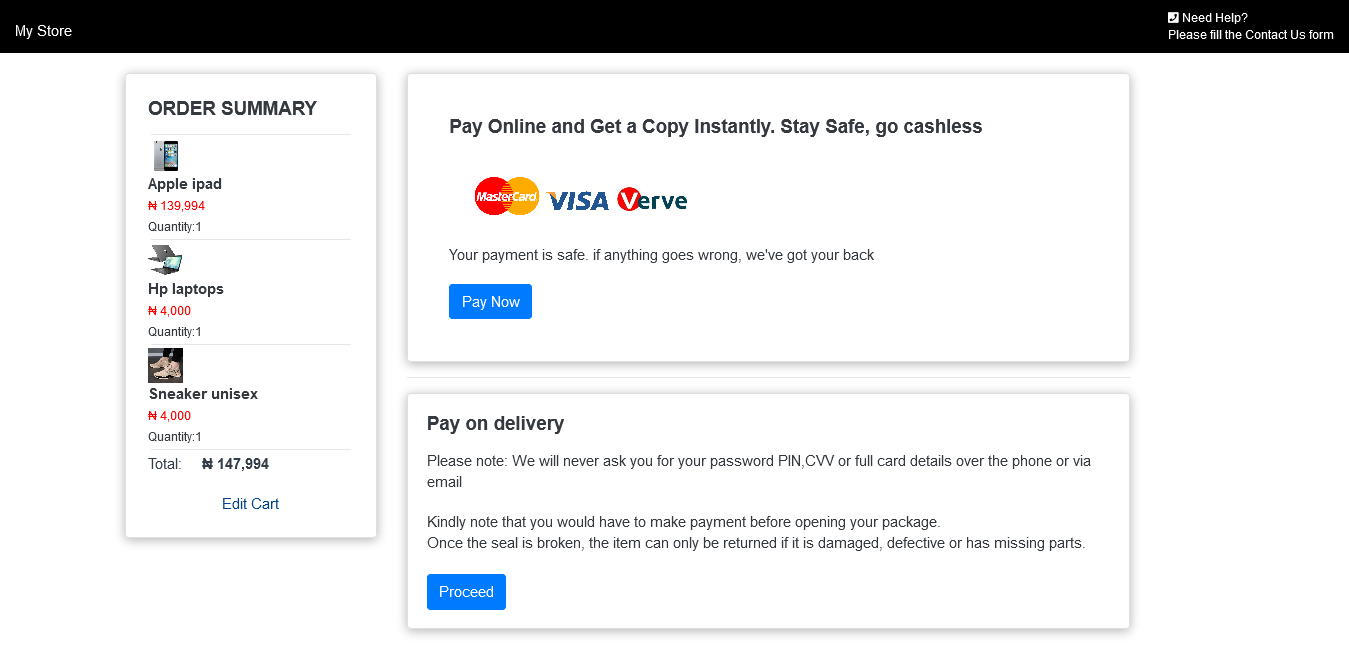 My Store
Need Help?
Please fill the Contact Us form
ORDER SUMMARY
Apple ipad
₦ 139,994
Quantity:1
Hp laptops
₦ 4,000
Quantity:1
Sneaker unisex
₦ 4,000
Quantity:1
Total: ₦ 147,994
Edit Cart
Pay Online and Get a Copy Instantly. Stay Safe, go cashless
MasterCard VISA Verve
Your payment is safe. if anything goes wrong, we've got your back
Pay Now
Pay on delivery
Please note: We will never ask you for your password PIN,CVV or full card details over the phone or via
email
Kindly note that you would have to make payment before opening your package.
Once the seal is broken, the item can only be returned if it is damaged, defective or has missing parts.
Proceed